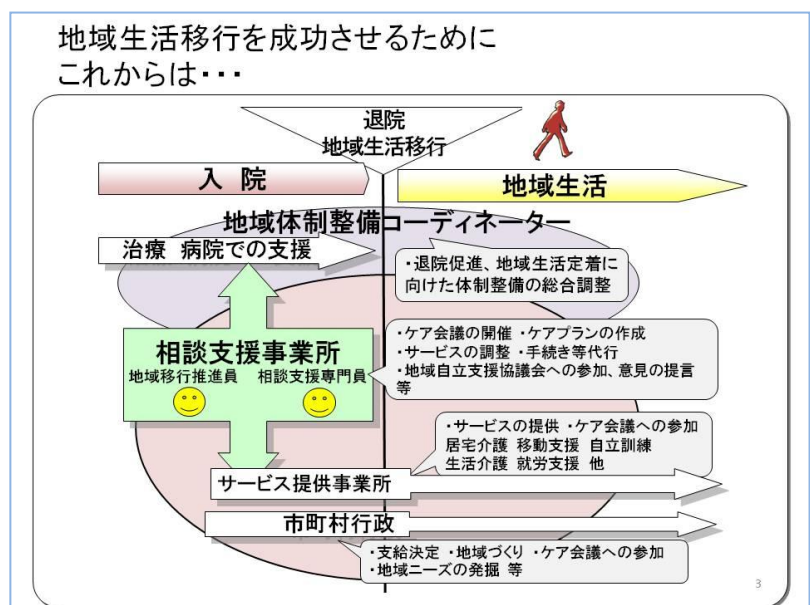 地域生活移行を成功させるために
これからは・・・
退院
地域生活移行
入 院
地域生活
地域体制整備コーディネーター
治療 病院での支援
・退院促進、地域生活定着に
向けた体制整備の総合調整
相談支援事業所
地域移行推進員 相談支援専門員
・ケア会議の開催 ・ケアプランの作成
・サービスの調整 ・手続き等代行
・地域自立支援協議会への参加、意見の提言
等
・サービスの提供 ・ケア会議への参加
居宅介護 移動支援 自立訓練
生活介護 就労支援 他
サービス提供事業所
市町村行政
・支給決定 ・地域づくり ・ケア会議への参加
・地域ニーズの発掘 等
3